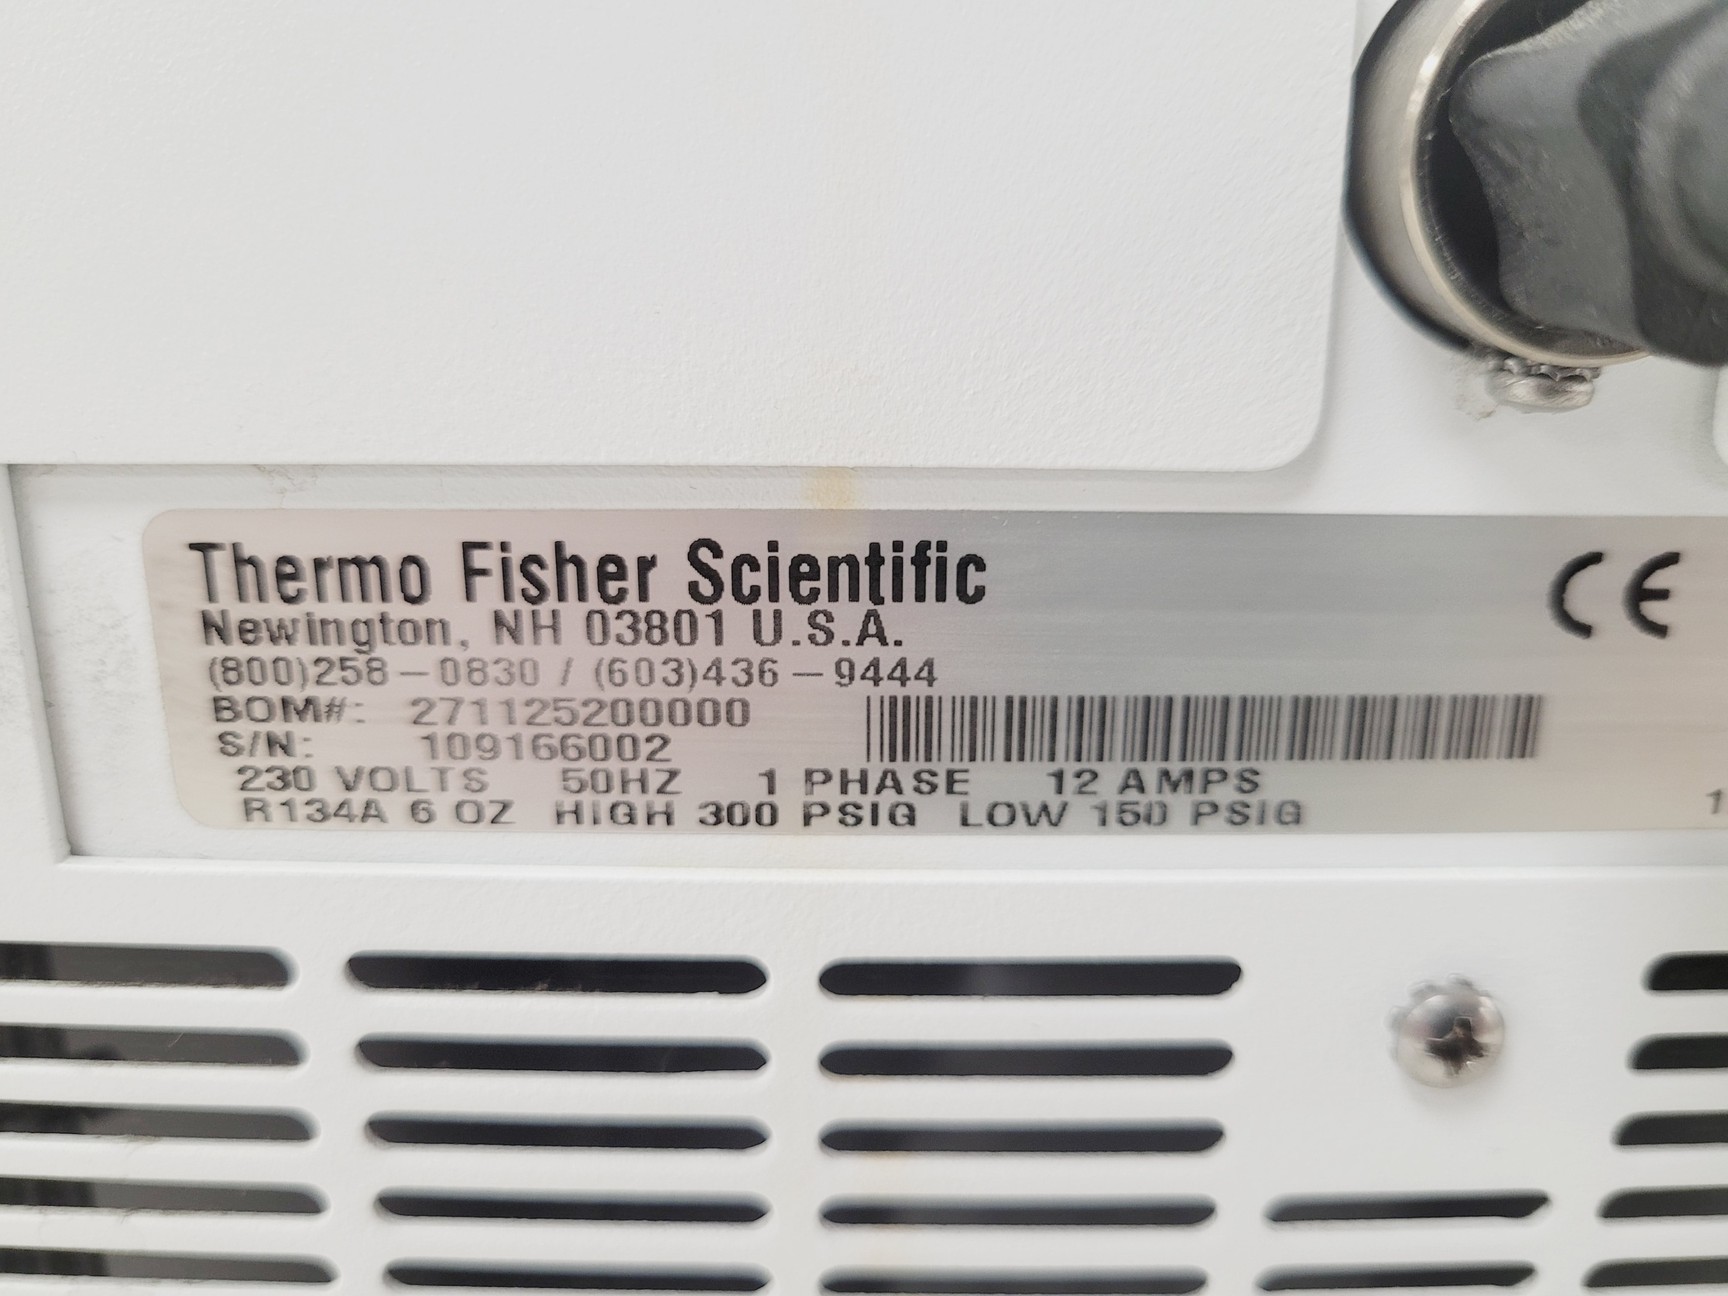 Thermo Fisher Scientific
Newington, NH 03801 U.S.A.
(800)258-0830 / (603)436-9444
BOM#: 271125200000
S/N: 109166002
230 VOLTS 50HZ 1 PHASE 12 AMPS
R134A 6 OZ HIGH 300 PSIG LOW 150 PSIG
CE
1